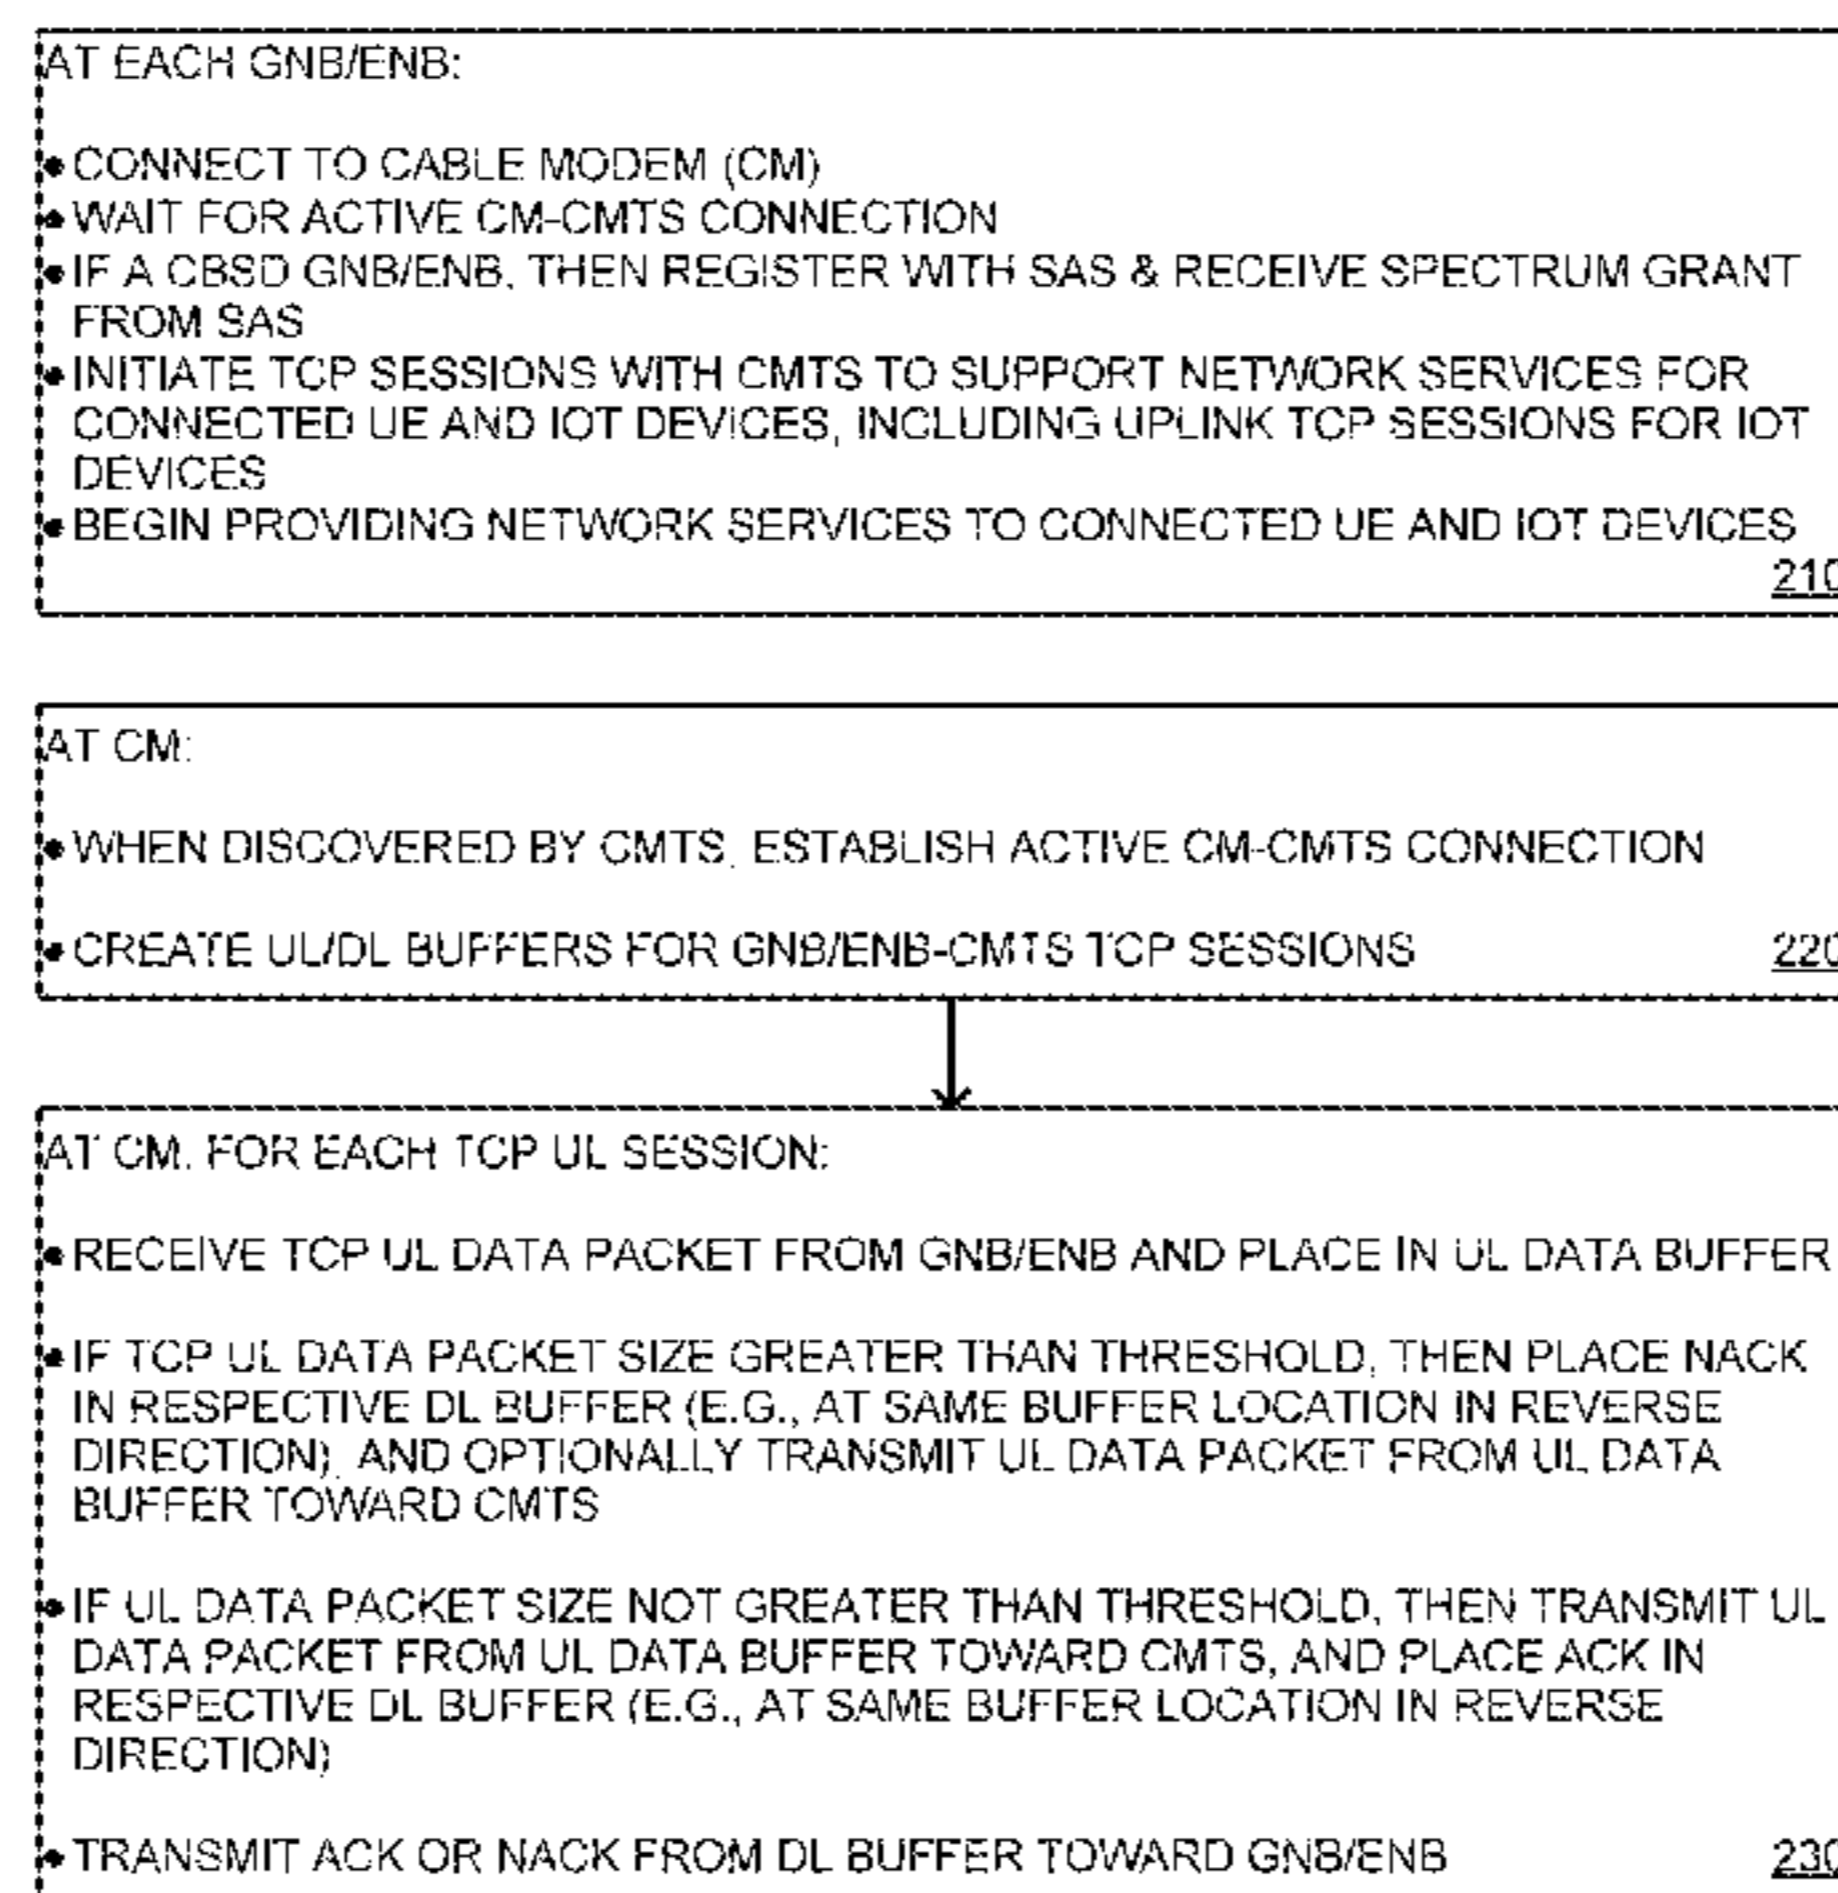 AT EACH GNB/ENB:
• CONNECT TO CABLE MODEM (CM)
• WAIT FOR ACTIVE CM-CMTS CONNECTION
• IF A CBSD GNB/ENB, THEN REGISTER WITH SAS & RECEIVE SPECTRUM GRANT
FROM SAS
• INITIATE TCP SESSIONS WITH CMTS TO SUPPORT NETWORK SERVICES FOR
CONNECTED UE AND IOT DEVICES, INCLUDING UPLINK TCP SESSIONS FOR IOT
DEVICES
• BEGIN PROVIDING NETWORK SERVICES TO CONNECTED UE AND IOT DEVICES
210
AT CM:
• WHEN DISCOVERED BY CMTS, ESTABLISH ACTIVE CM-CMTS CONNECTION
• CREATE UL/DL BUFFERS FOR GNB/ENB-CMTS TCP SESSIONS 220
AT CM, FOR EACH TCP UL SESSION:
• RECEIVE TCP UL DATA PACKET FROM GNB/ENB AND PLACE IN UL DATA BUFFER
• IF TCP UL DATA PACKET SIZE GREATER THAN THRESHOLD, THEN PLACE NACK
IN RESPECTIVE DL BUFFER (E.G., AT SAME BUFFER LOCATION IN REVERSE
DIRECTION), AND OPTIONALLY TRANSMIT UL DATA PACKET FROM UL DATA
BUFFER TOWARD CMTS
• IF UL DATA PACKET SIZE NOT GREATER THAN THRESHOLD, THEN TRANSMIT UL
DATA PACKET FROM UL DATA BUFFER TOWARD CMTS, AND PLACE ACK IN
RESPECTIVE DL BUFFER (E.G., AT SAME BUFFER LOCATION IN REVERSE
DIRECTION)
• TRANSMIT ACK OR NACK FROM DL BUFFER TOWARD GNB/ENB 230